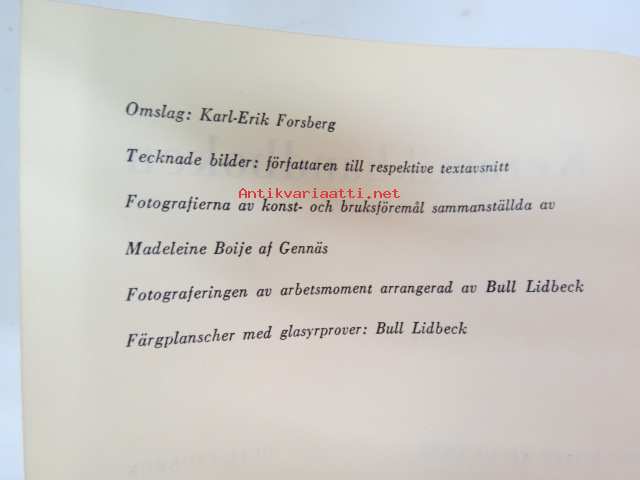 Omslag: Karl-Erik Forsberg
Tecknade bilder: författaren till respektive textavsnitt
Antikvariaatti.net
Fotografierna av konst- och bruksföremål sammanställda av
Madeleine Boije af Gennäs
Fotograferingen av arbetsmoment arrangerad av Bull Lidbeck
Färgplanscher med glasyrprover: Bull Lidbeck